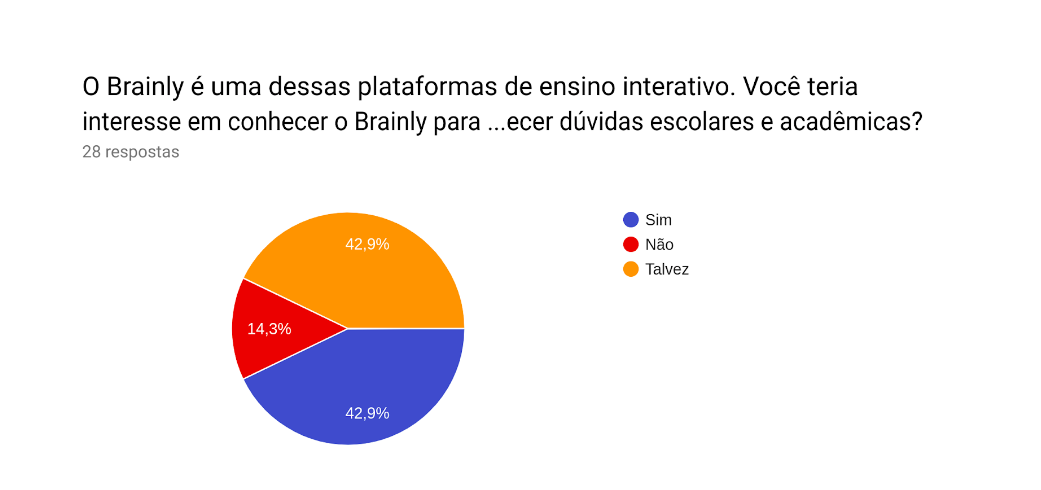 O Brainly é uma dessas plataformas de ensino interativo. Você teria
interesse em conhecer o Brainly para ...ecer dúvidas escolares e acadêmicas?
28 respostas
42,9%
14,3%
42,9%
Sim
Não
Talvez